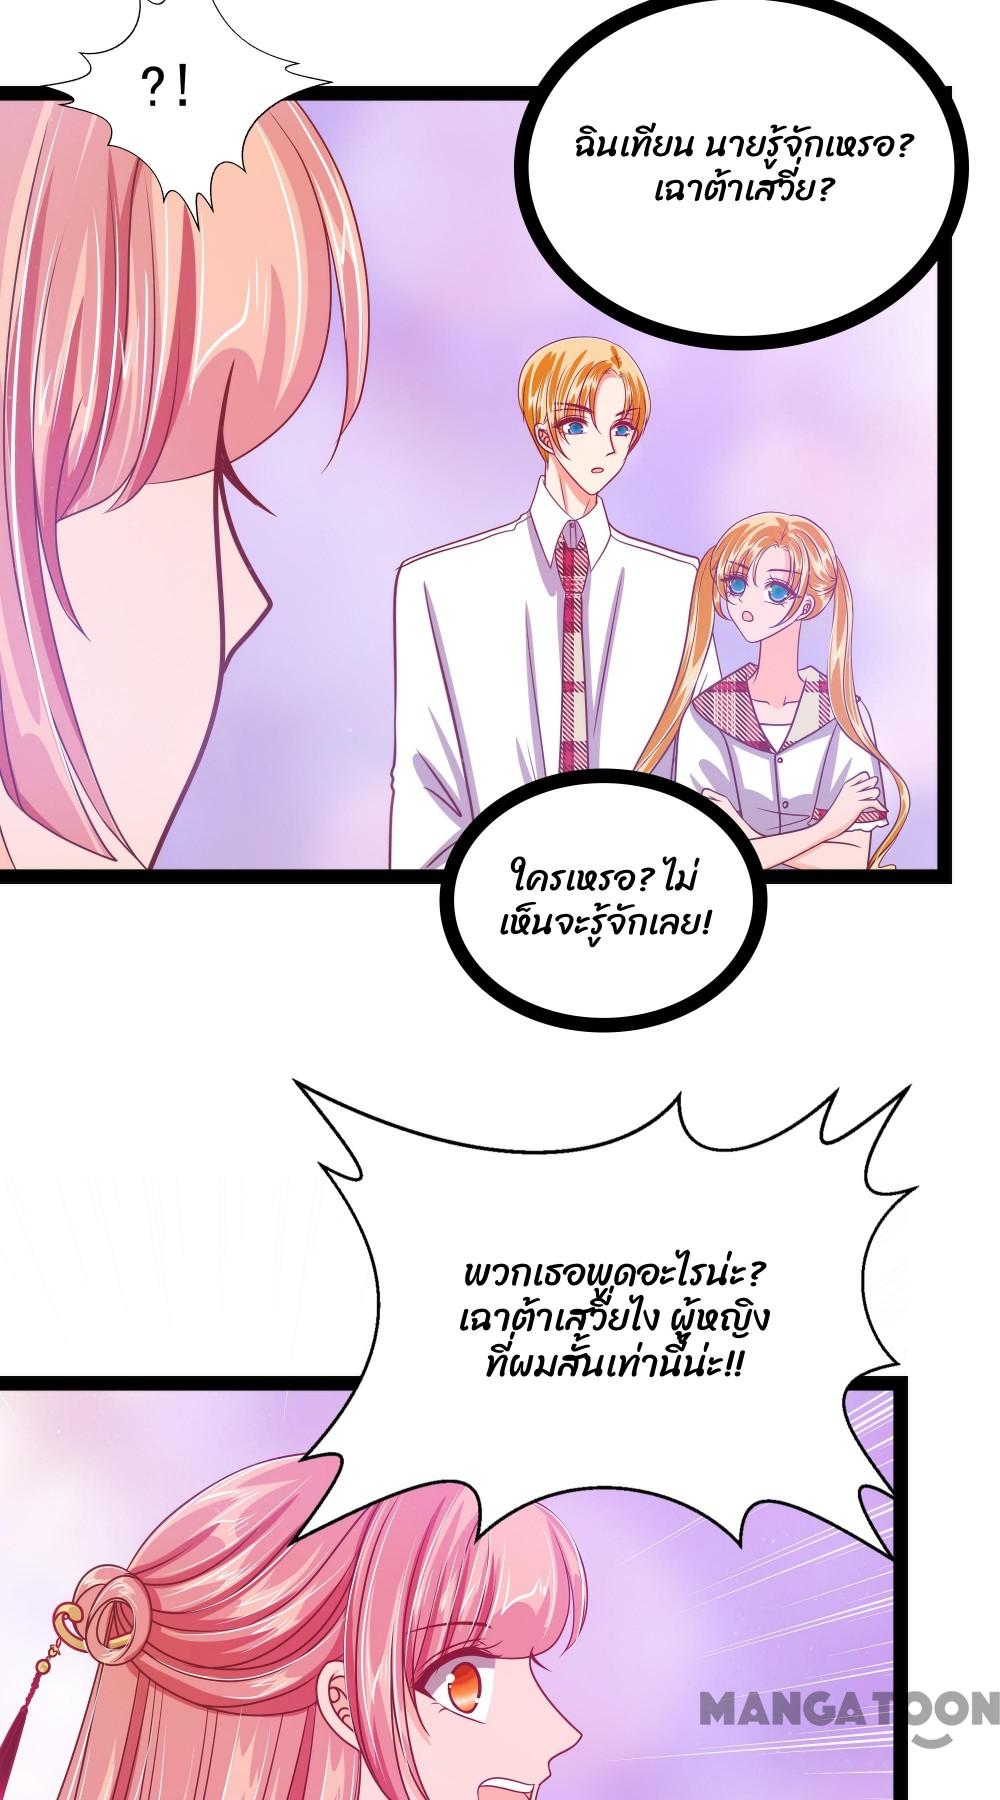 ?!
ฉินเทียน นายรู้จักเหรอ?
เฉาต้าเสวี่ย?
ใครเหรอ? ไม่
เห็นจะรู้จักเลย!
พวกเธอพูดอะไรน่ะ?
เฉาต้าเสวี่ยไง ผู้หญิง
ที่ผมสั้นเท่านี้น่ะ!!
MANGATOON